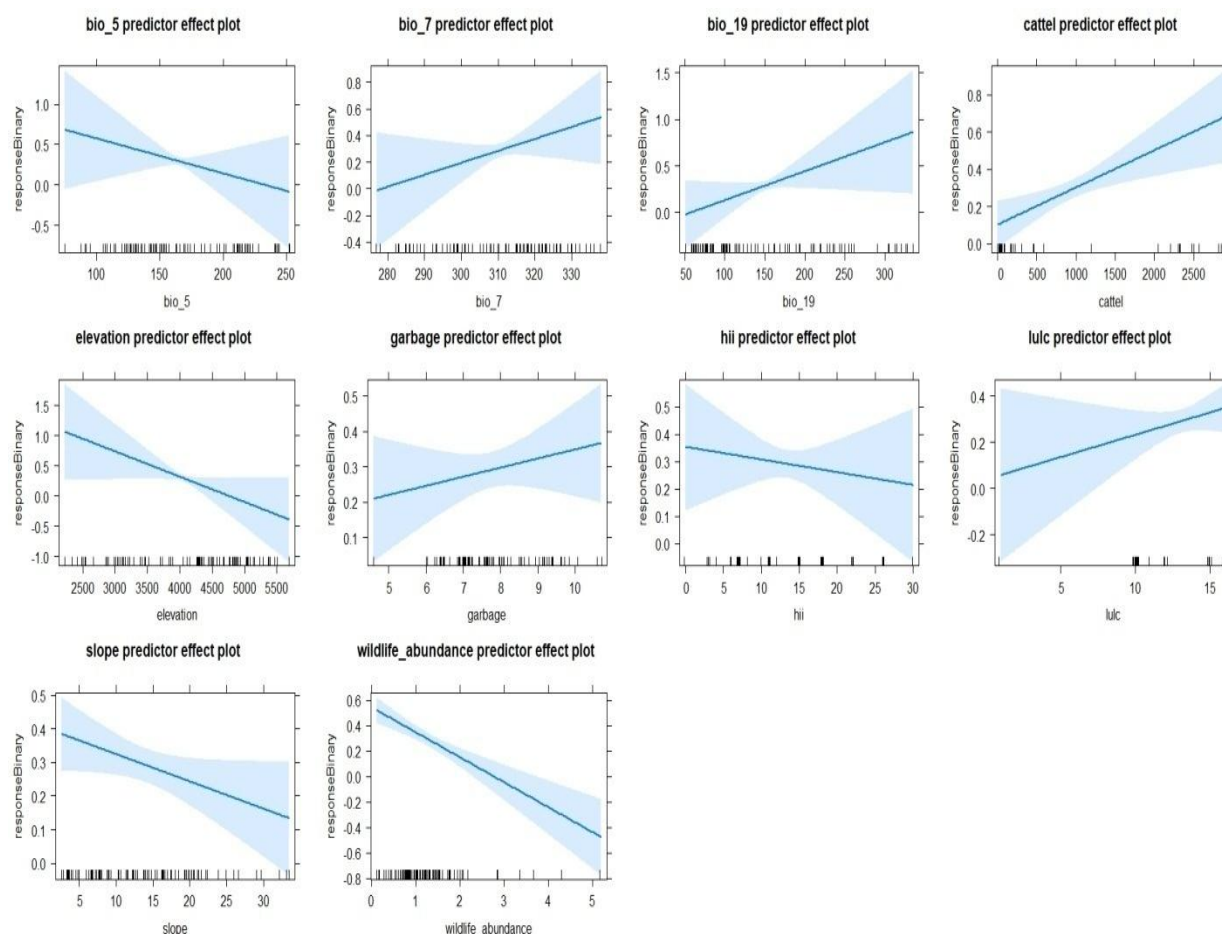 bio_5 predictor effect plot
responseBinary
1.0
0.5
0.0
-0.5
100 150 200 250
bio_5
bio_7 predictor effect plot
responseBinary
0.8
0.6
0.4
0.2
0.0
-0.2
-0.4
280 290 300 310 320 330
bio_7
bio_19 predictor effect plot
responseBinary
1.5
1.0
0.5
0.0
50 100 150 200 250 300
bio_19
cattel predictor effect plot
responseBinary
0.8
0.6
0.4
0.2
0.0
0 500 1000 1500 2000 2500
cattel
elevation predictor effect plot
responseBinary
1.5
1.0
0.5
0.0
-0.5
-1.0
2500 3000 3500 4000 4500 5000 5500
elevation
garbage predictor effect plot
responseBinary
0.5
0.4
0.3
0.2
0.1
5 6 7 8 9 10
garbage
hii predictor effect plot
responseBinary
0.5
0.4
0.3
0.2
0.1
0.0
0 5 10 15 20 25 30
hii
lulc predictor effect plot
responseBinary
0.4
0.2
0.0
-0.2
5 10 15
lulc
slope predictor effect plot
responseBinary
0.5
0.4
0.3
0.2
0.1
0.0
5 10 15 20 25 30
slope
wildlife_abundance predictor effect plot
responseBinary
0.6
0.4
0.2
0.0
-0.2
-0.4
-0.6
-0.8
0 1 2 3 4 5
wildlife_abundance